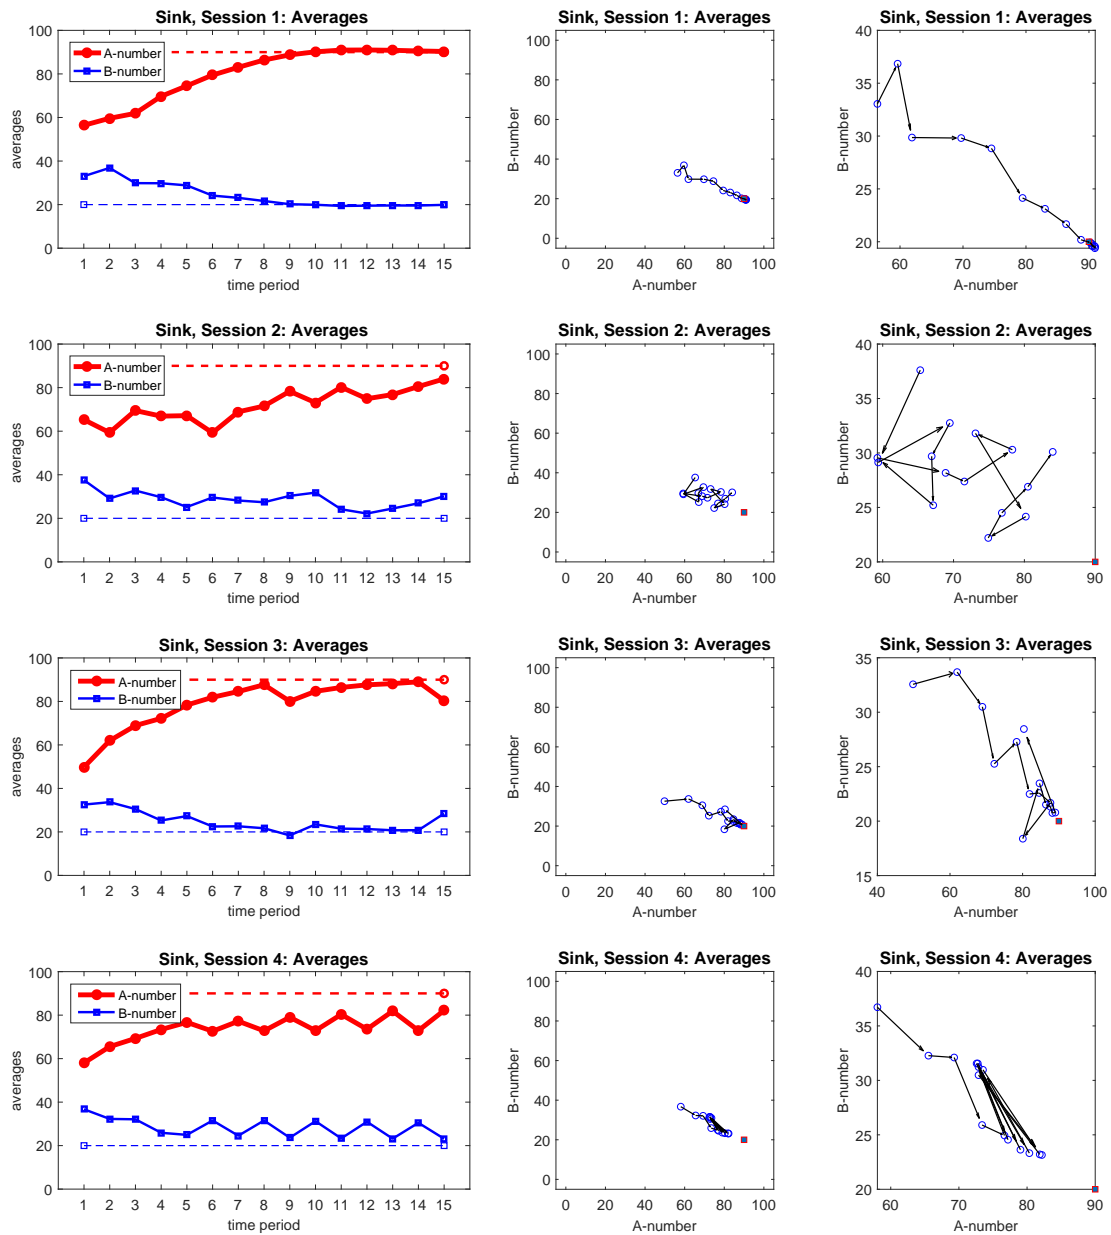 Sink, Session 1: Averages
A-number
B-number
averages
100
80
60
40
20
0
1 2 3 4 5 6 7 8 9 10 11 12 13 14 15
time period
Sink, Session 1: Averages
B-number
100
80
60
40
20
0
0 20 40 60 80 100
A-number
Sink, Session 1: Averages
B-number
40
35
30
25
20
60 70 80 90
A-number
Sink, Session 2: Averages
A-number
B-number
averages
100
80
60
40
20
0
1 2 3 4 5 6 7 8 9 10 11 12 13 14 15
time period
Sink, Session 2: Averages
B-number
100
80
60
40
20
0
0 20 40 60 80 100
A-number
Sink, Session 2: Averages
B-number
40
35
30
25
20
60 70 80 90
A-number
Sink, Session 3: Averages
A-number
B-number
averages
100
80
60
40
20
0
1 2 3 4 5 6 7 8 9 10 11 12 13 14 15
time period
Sink, Session 3: Averages
B-number
100
80
60
40
20
0
0 20 40 60 80 100
A-number
Sink, Session 3: Averages
B-number
35
30
25
20
15
40 60 80 100
A-number
Sink, Session 4: Averages
A-number
B-number
averages
100
80
60
40
20
0
1 2 3 4 5 6 7 8 9 10 11 12 13 14 15
time period
Sink, Session 4: Averages
B-number
100
80
60
40
20
0
0 20 40 60 80 100
A-number
Sink, Session 4: Averages
B-number
40
35
30
25
20
60 70 80 90
A-number